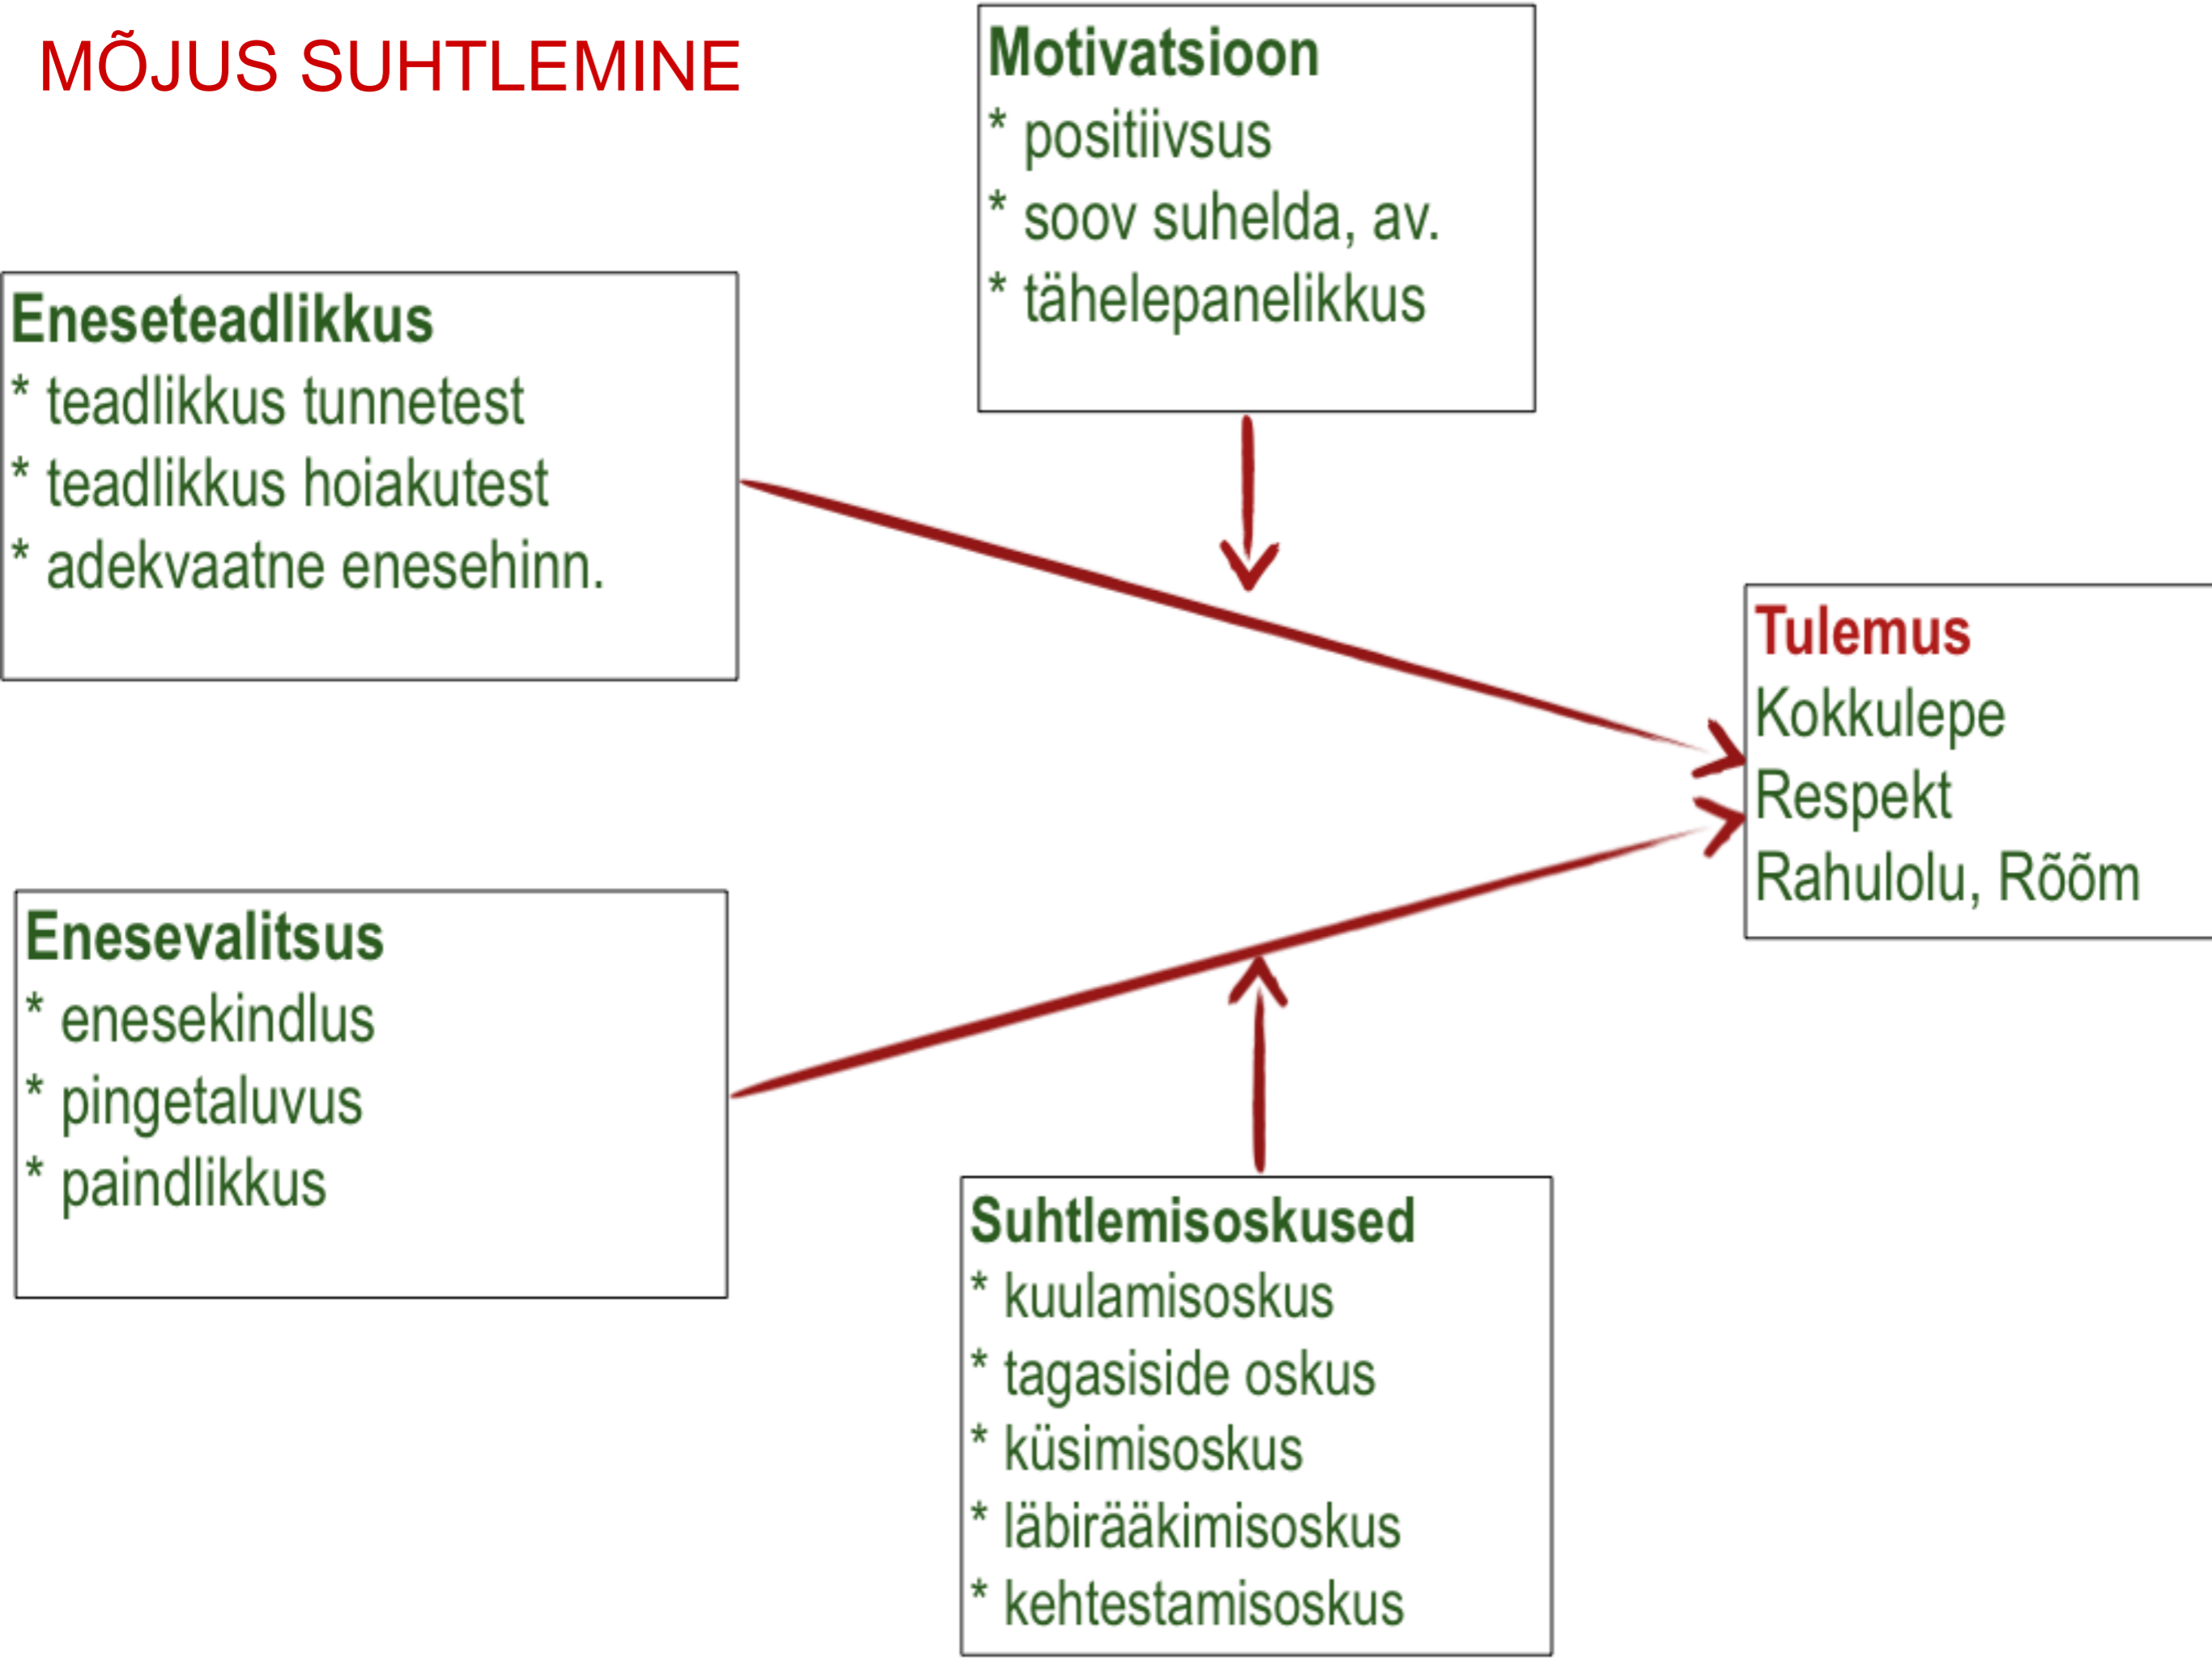 MÕJUS SUHTLEMINE
Motivatsioon
* positiivsus
* soov suhelda, av.
* tähelepanelikkus
Eneseteadlikkus
* teadlikkus tunnetest
* teadlikkus hoiakutest
* adekvaatne enesehinn.
Tulemus
Kokkulepe
Respekt
Rahulolu, Rõõm
Enesevalitsus
* enesekindlus
* pingetaluvus
* paindlikkus
Suhtlemisoskused
* kuulamisoskus
* tagasiside oskus
* küsimisoskus
* läbirääkimisoskus
* kehtestamisoskus